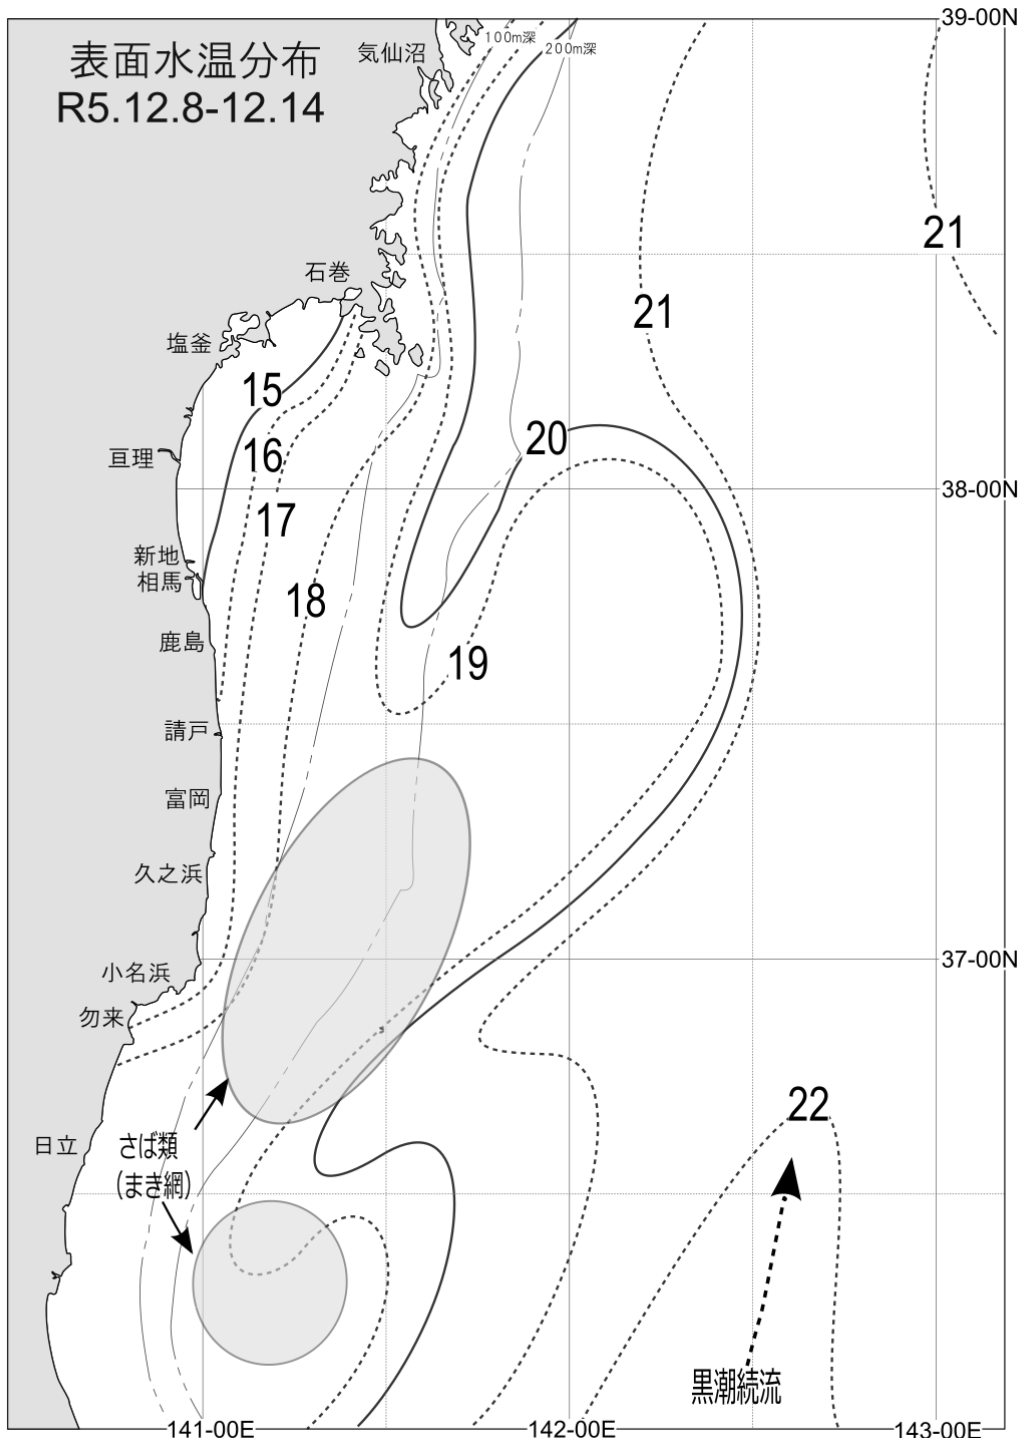 表面水温分布
R5.12.8-12.14
気仙沼
100m深
200m深
39-00N
21
石巻
21
塩釜
15
20
16
亘理
38-00N
17
新地
相馬
18
鹿島
19
請戸
富岡
久之浜
小名浜
37-00N
勿来
22
日立
さば類
(まき網)
黒潮続流
141-00E
142-00E
143-00E